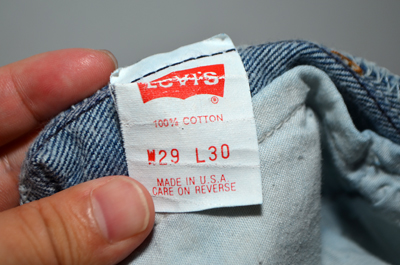 LEVI'S
®
100% COTTON
W29 L30
MADE IN U.S.A.
CARE ON REVERSE